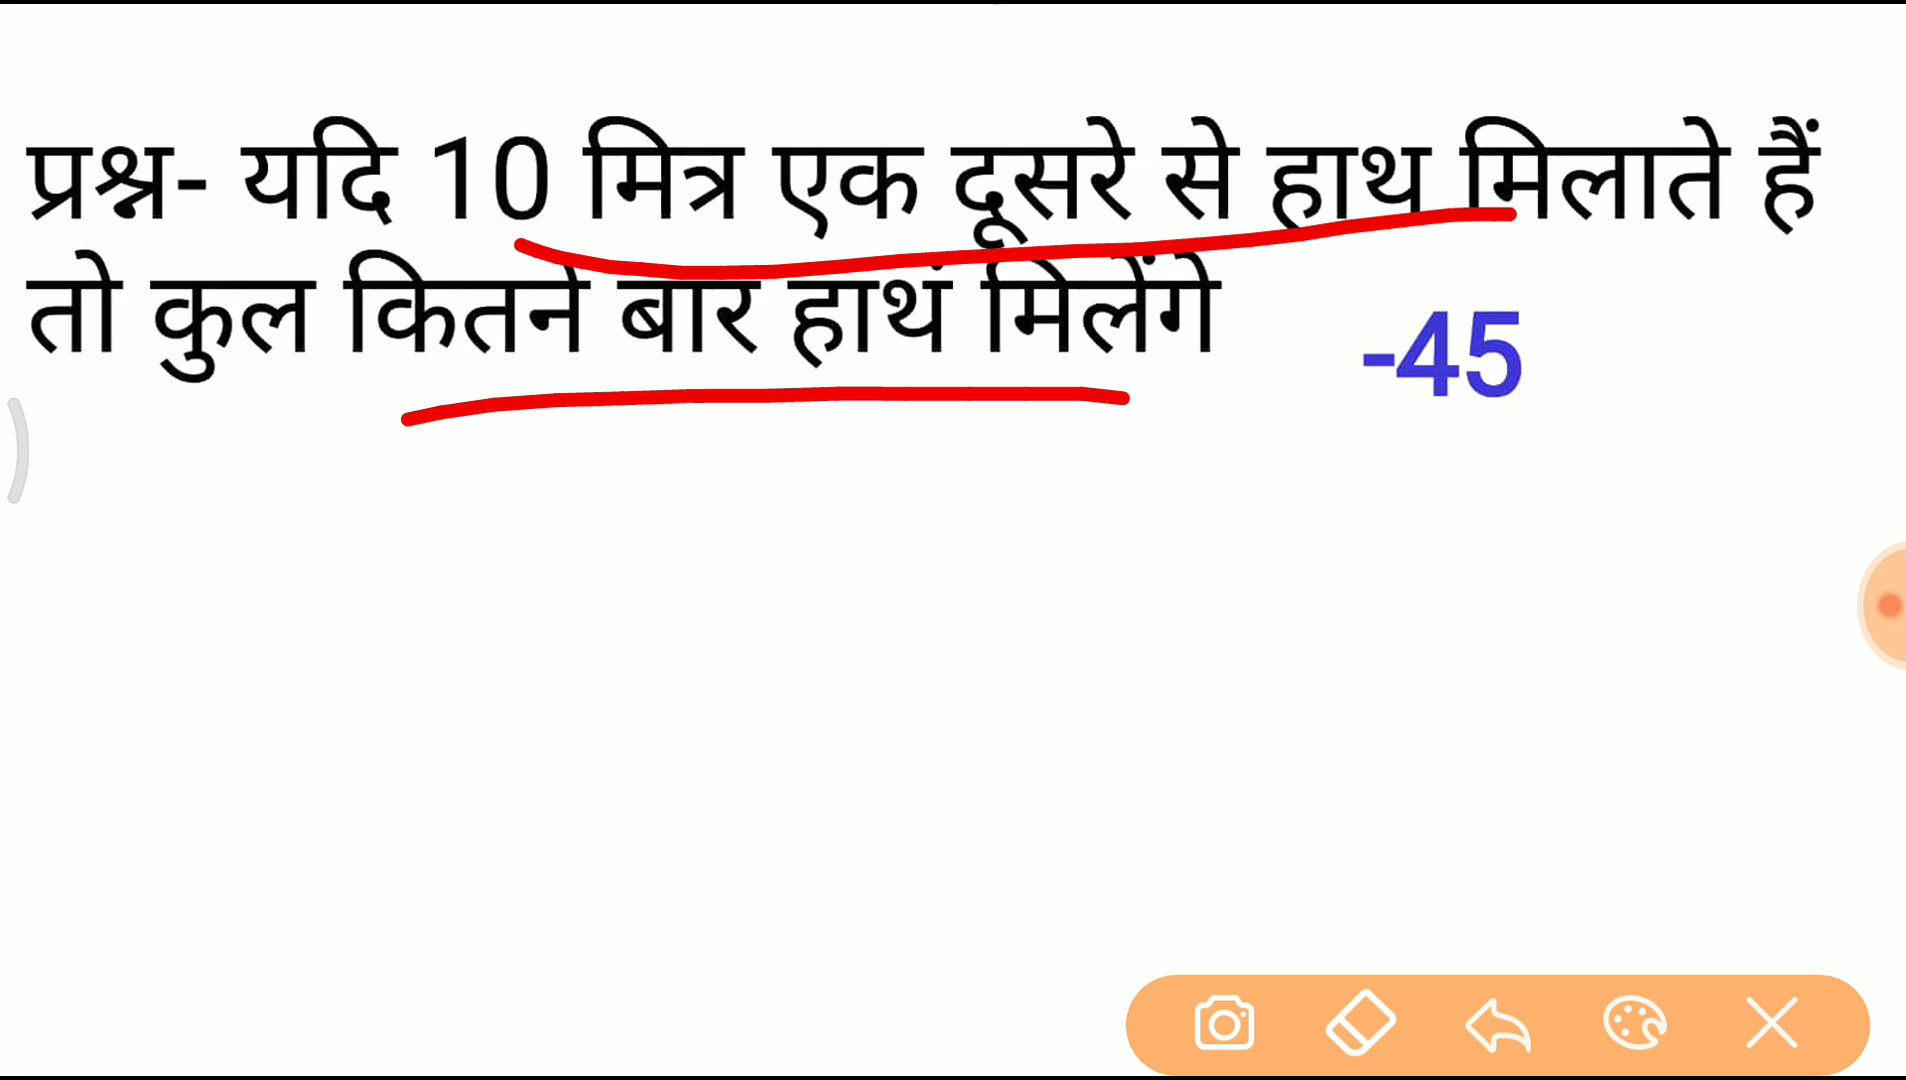 प्रश्न- यदि 10 मित्र एक दूसरे से हाथ मिलाते हैं
तो कुल कितने बार हाथं मिलेंगे
-45